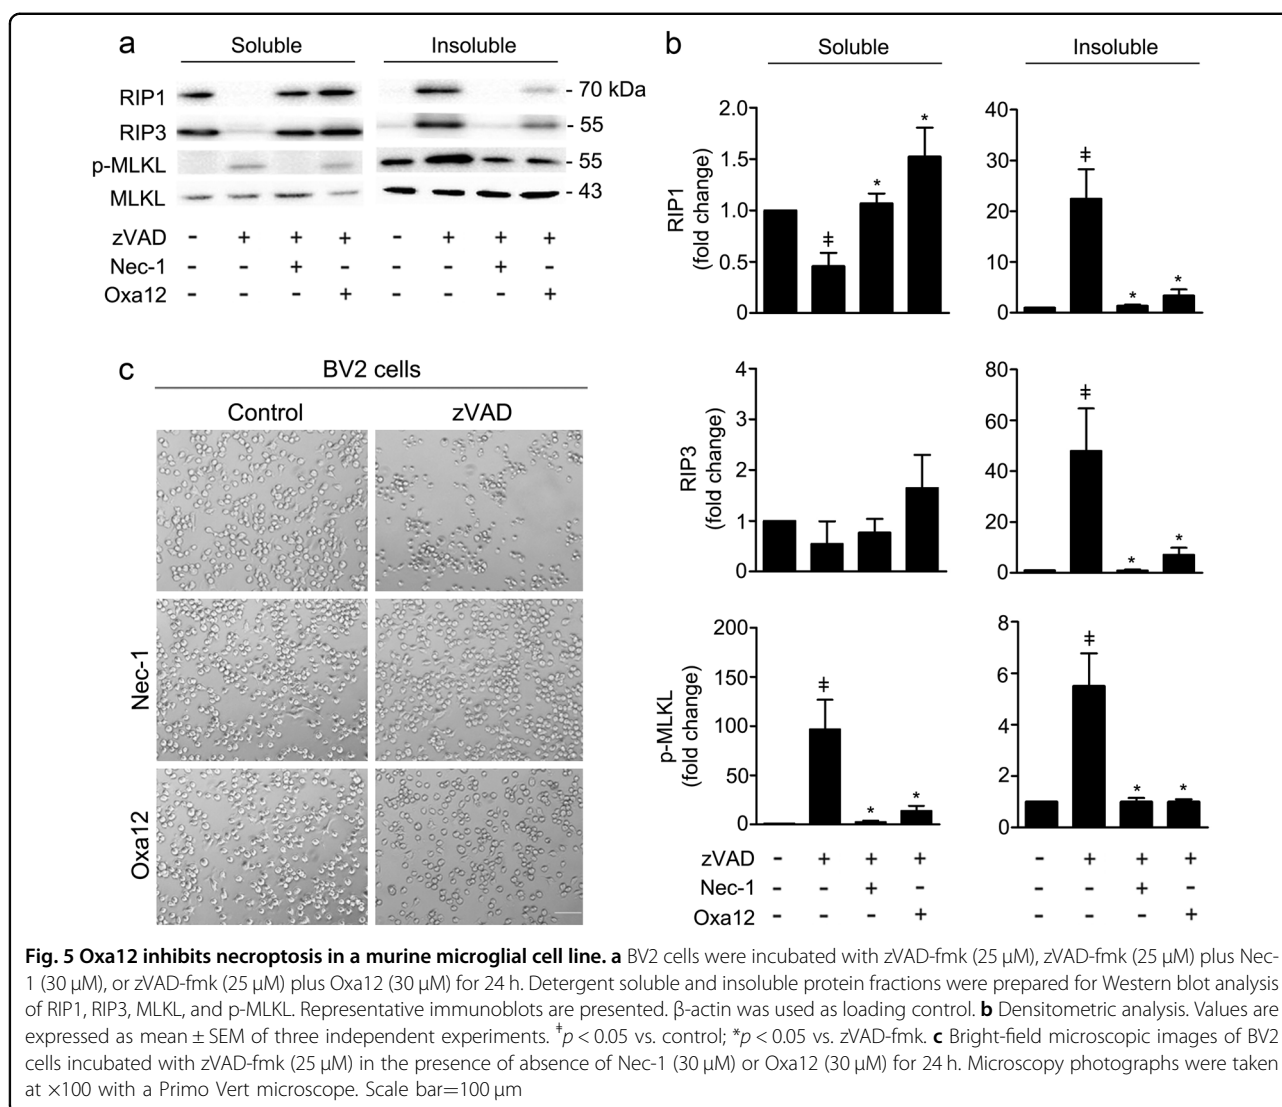 a
Soluble Insoluble
RIP1 - 70 kDa
RIP3 - 55
p-MLKL - 55
MLKL - 43
zVAD - + + + - + + +
Nec-1 - - + - - - + -
Oxa12 - - - + - - - +
b
Soluble Insoluble
RIP1
(fold change)
2.0
1.5
1.0
0.5
0
‡ * *
40
30
20
10
0
‡ * *
RIP3
(fold change)
4
3
2
1
0
80
60
40
20
0
‡ * *
p-MLKL
(fold change)
200
150
100
50
0
‡ * *
8
6
4
2
0
‡ * *
zVAD - + + + - + + +
Nec-1 - - + - - - + -
Oxa12 - - - + - - - +
c
BV2 cells
Control zVAD
Nec-1
Oxa12
Fig. 5 Oxa12 inhibits necroptosis in a murine microglial cell line. a BV2 cells were incubated with zVAD-fmk (25 µM), zVAD-fmk (25 µM) plus Nec-
1 (30 µM), or zVAD-fmk (25 µM) plus Oxa12 (30 µM) for 24 h. Detergent soluble and insoluble protein fractions were prepared for Western blot analysis
of RIP1, RIP3, MLKL, and p-MLKL. Representative immunoblots are presented. β-actin was used as loading control. b Densitometric analysis. Values are
expressed as mean ± SEM of three independent experiments. ‡p < 0.05 vs. control; *p < 0.05 vs. zVAD-fmk. c Bright-field microscopic images of BV2
cells incubated with zVAD-fmk (25 µM) in the presence of absence of Nec-1 (30 µM) or Oxa12 (30 µM) for 24 h. Microscopy photographs were taken
at ×100 with a Primo Vert microscope. Scale bar=100 µm